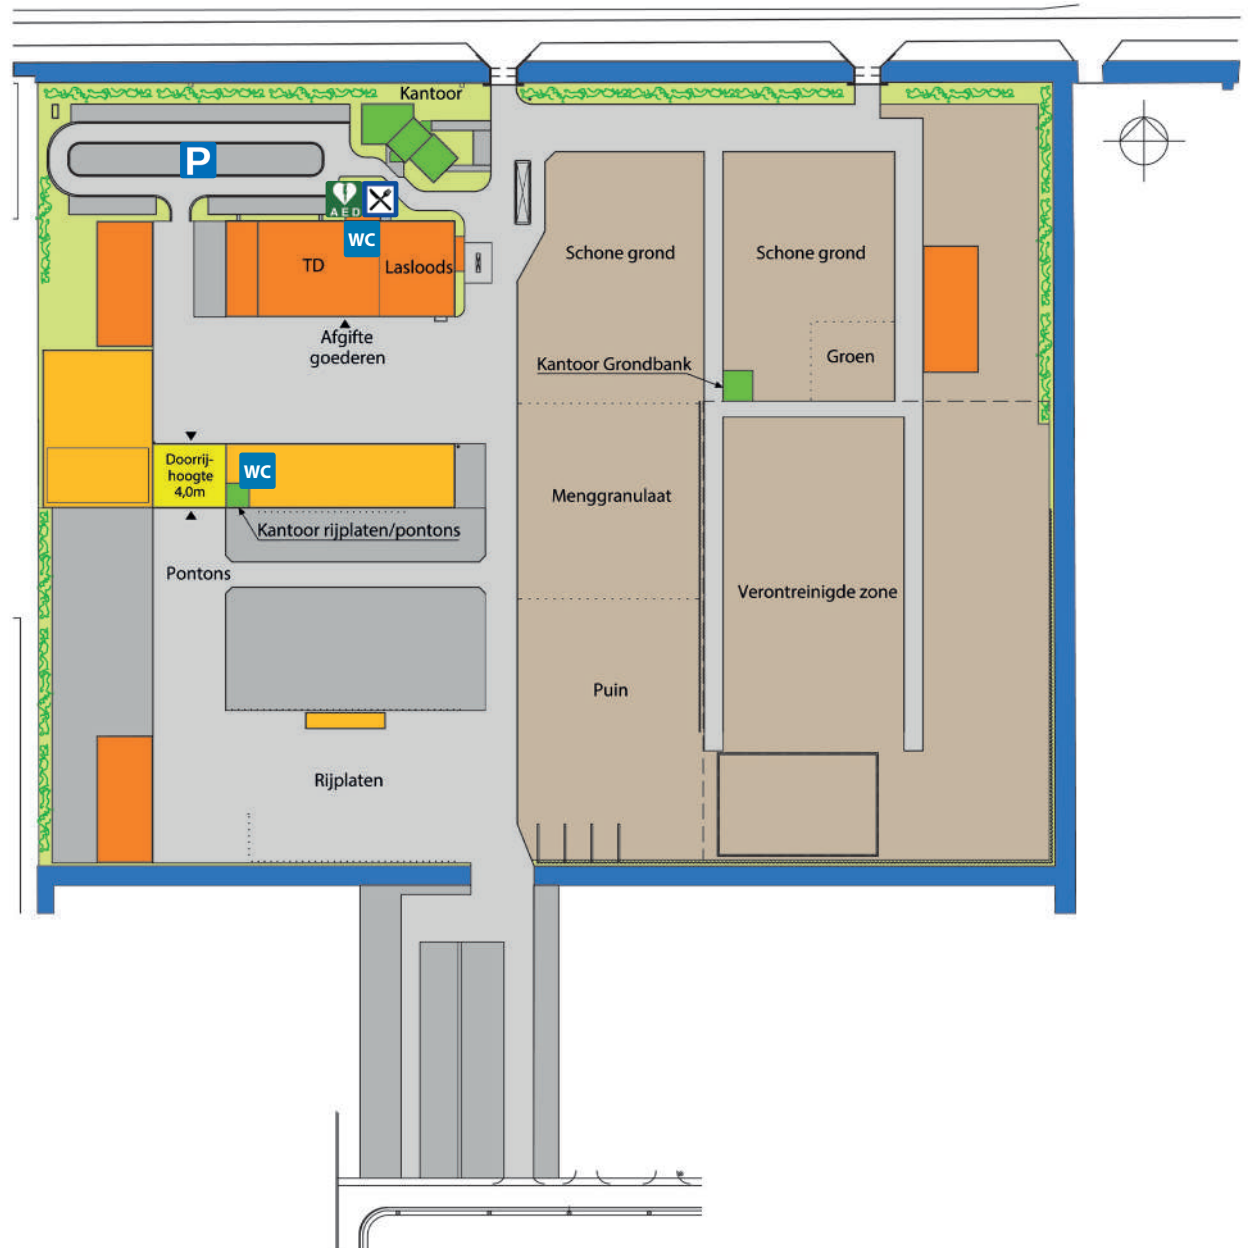 Kantoor
P
AED
WC
TD
Lasloods
Schone grond
Schone grond
Afgifte
goederen
Kantoor Grondbank
Groen
Doorrij-
hoogte
4,0m
WC
Menggranulaat
Kantoor rijplaten/pontons
Pontons
Verontreinigde zone
Puin
Rijplaten